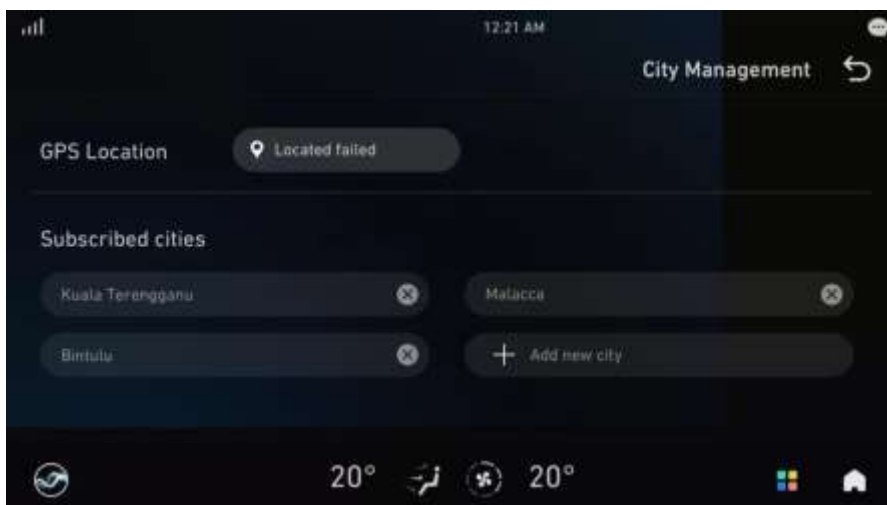 12:21 AM
City Management
GPS Location
Located failed
Subscribed cities
Kuala Terengganu
Malacca
Bintulu
Add new city
20° 20°